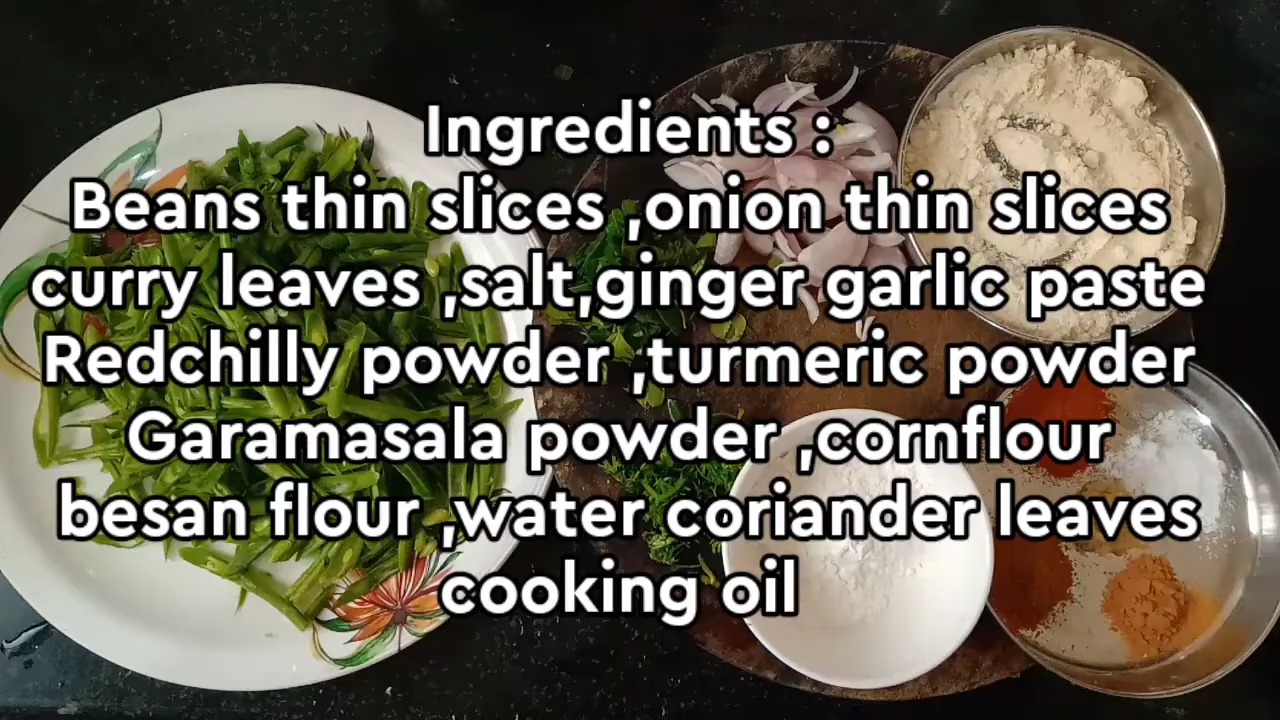 Ingredients :
Beans thin slices ,onion thin slices
curry leaves ,salt,ginger garlic paste
Redchilly powder ,turmeric powder
Garamasala powder ,cornflour
besan flour ,water coriander leaves
cooking oil